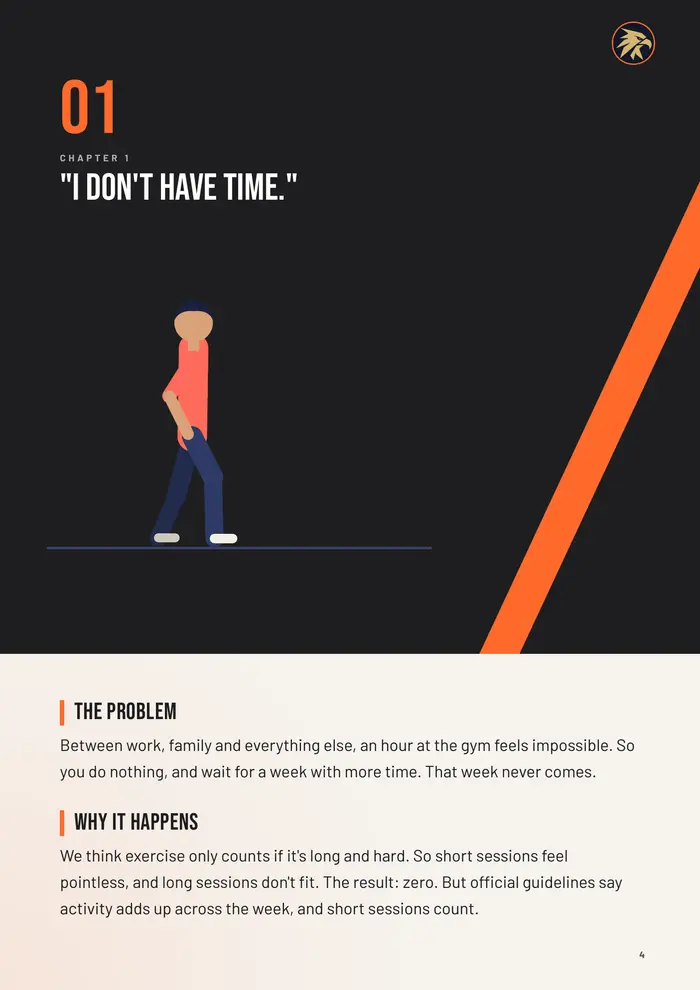 01
CHAPTER 1
"I DON'T HAVE TIME."
THE PROBLEM
Between work, family and everything else, an hour at the gym feels impossible. So
you do nothing, and wait for a week with more time. That week never comes.
WHY IT HAPPENS
We think exercise only counts if it's long and hard. So short sessions feel
pointless, and long sessions don't fit. The result: zero. But official guidelines say
activity adds up across the week, and short sessions count.
4